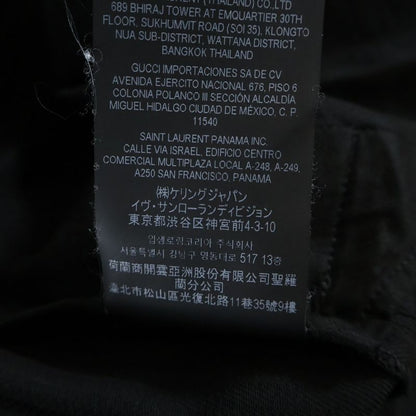 LAURENT (THAILAND) CO.,LTD
689 BHIRAJ TOWER AT EMQUARTIER 30TH
FLOOR, SUKHUMVIT ROAD (SOI 35), KLONGTO
NUA SUB-DISTRICT, WATTANA DISTRICT,
BANGKOK THAILAND
GUCCI IMPORTACIONES SA DE CV
AVENIDA EJERCITO NACIONAL 676, PISO 6
COLONIA POLANCO III SECCIÓN ALCALDIA
MIGUEL HIDALGO CIUDAD DE MEXICO, C. P.
11540
SAINT LAURENT PANAMA INC.
CALLE VIA ISRAEL, EDIFICIO CENTRO
COMERCIAL MULTIPLAZA LOCAL A-248, A-249,
A250 SAN FRANCISCO, PANAMA
(株)ケリングジャパン
イヴ・サンローランディビジョン
東京都渋谷区神宮前4-3-10
입생로랑코리아 주식회사
서울특별시 강남구 영동대로 517 13층
荷蘭商開雲亞洲股份有限公司聖羅
蘭分公司
臺北市松山區光復北路11巷35號9樓